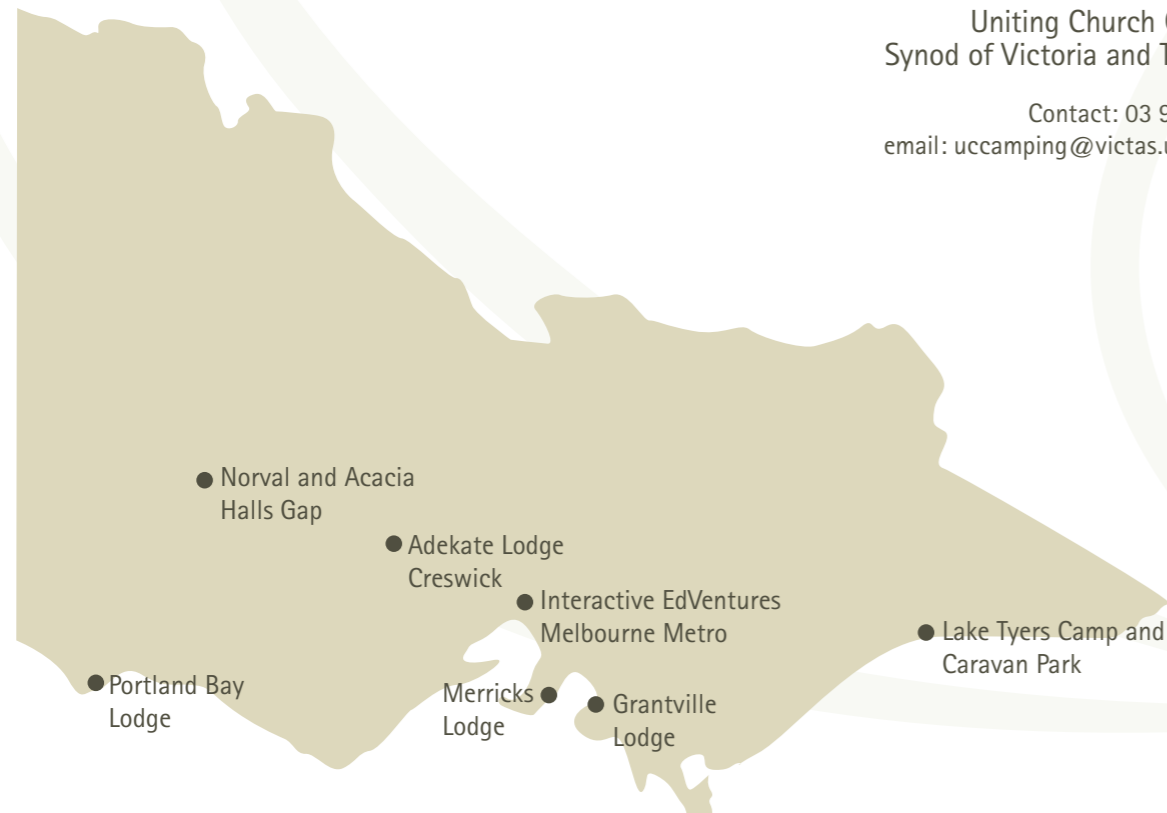 Uniting Church
Synod of Victoria and
Contact: 03 9
email: uccamping@victas.u
Norval and Acacia
Halls Gap
Adekate Lodge
Creswick
Interactive EdVentures
Melbourne Metro
Lake Tyers Camp and
Caravan Park
Portland Bay
Lodge
Merricks
Lodge
Grantville
Lodge